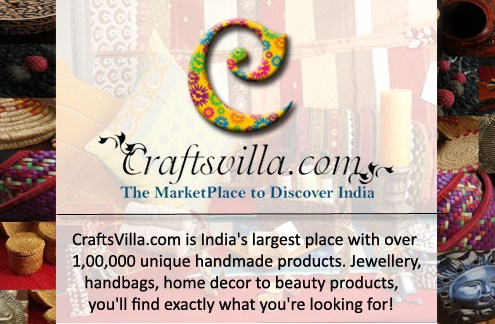 Craftsvilla.com
The MarketPlace to Discover India
CraftsVilla.com is India's largest place with over
1,00,000 unique handmade products. Jewellery,
handbags, home decor to beauty products,
you'll find exactly what you're looking for!